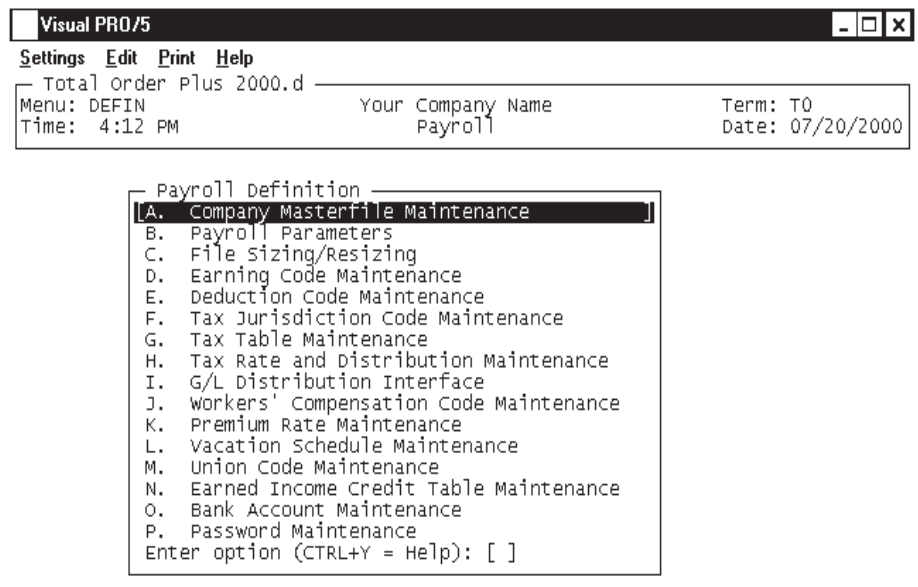 Visual PRO/5
Settings Edit Print Help
Total Order Plus 2000.d
Menu: DEFIN Your Company Name Term: T0
Time: 4:12 PM Payroll Date: 07/20/2000
Payroll Definition
[A. Company Masterfile Maintenance ]
B. Payroll Parameters
C. File Sizing/Resizing
D. Earning Code Maintenance
E. Deduction Code Maintenance
F. Tax Jurisdiction Code Maintenance
G. Tax Table Maintenance
H. Tax Rate and Distribution Maintenance
I. G/L Distribution Interface
J. Workers' Compensation Code Maintenance
K. Premium Rate Maintenance
L. Vacation Schedule Maintenance
M. Union Code Maintenance
N. Earned Income Credit Table Maintenance
O. Bank Account Maintenance
P. Password Maintenance
Enter option (CTRL+Y = Help): [ ]